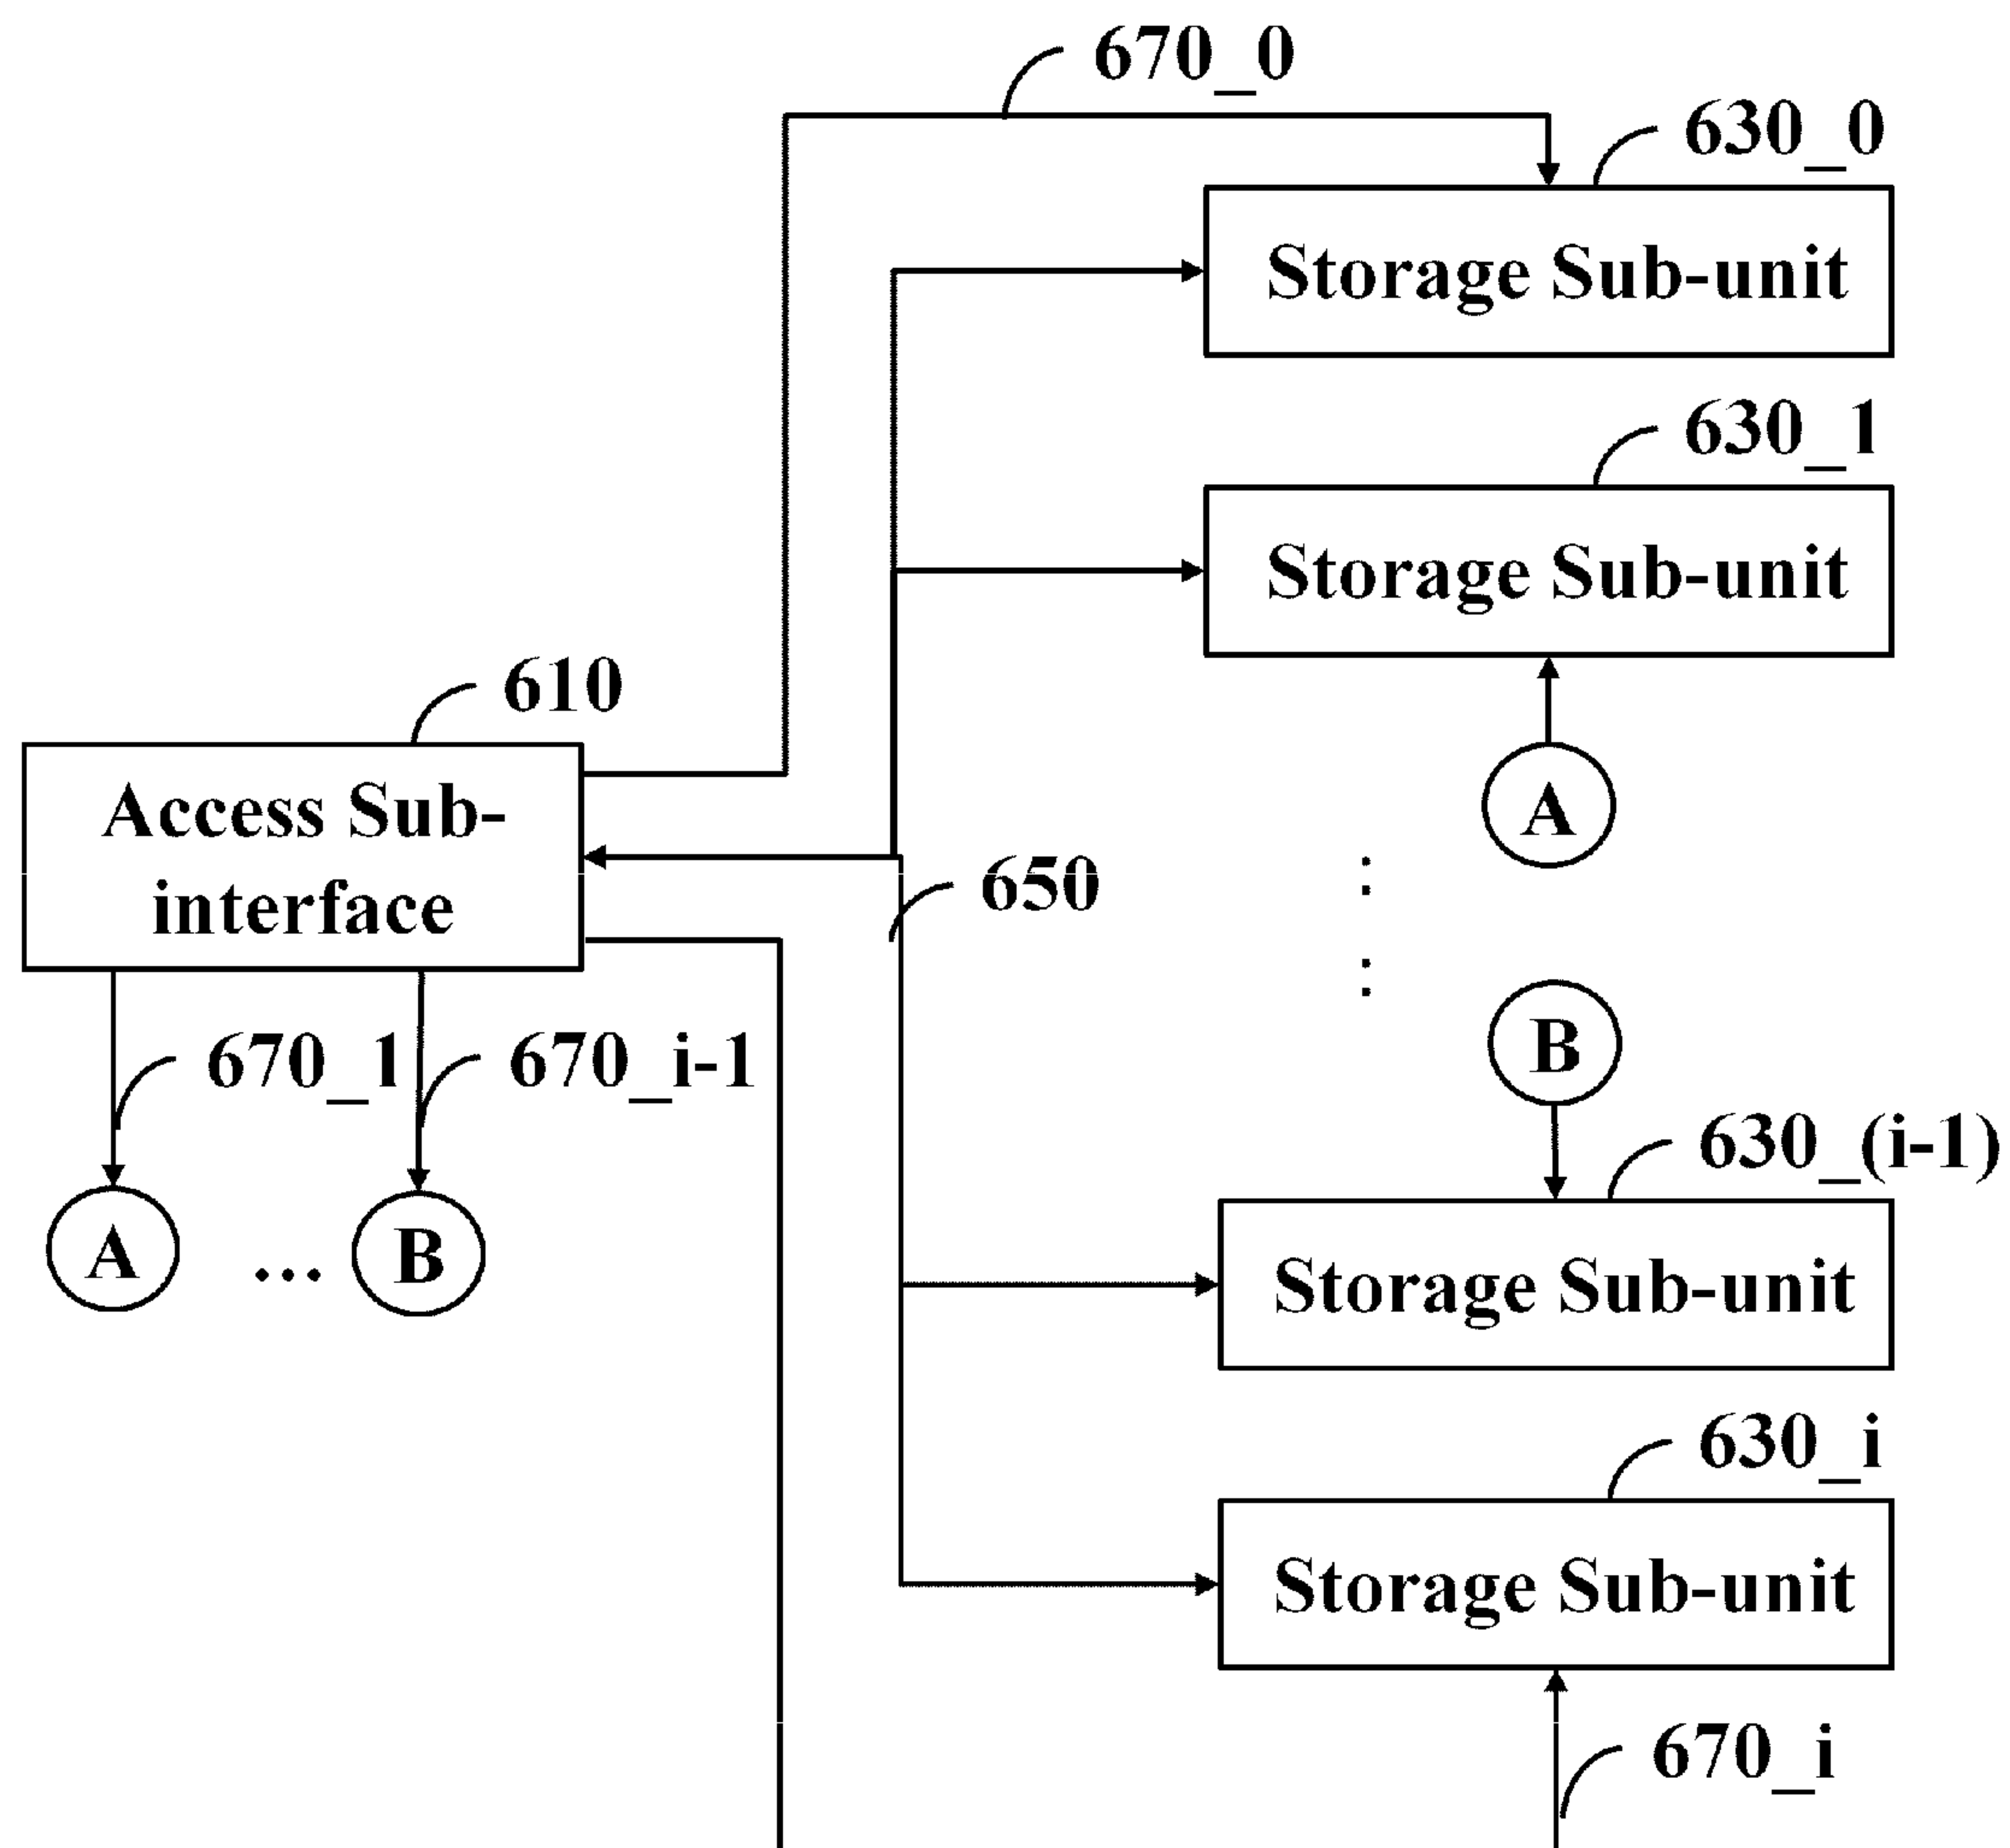 670_0
630_0
Storage Sub-unit
630_1
Storage Sub-unit
610
Access Sub-
interface
A
650
B
670_1
670_i-1
630_(i-1)
A
...
B
Storage Sub-unit
630_i
Storage Sub-unit
670_i